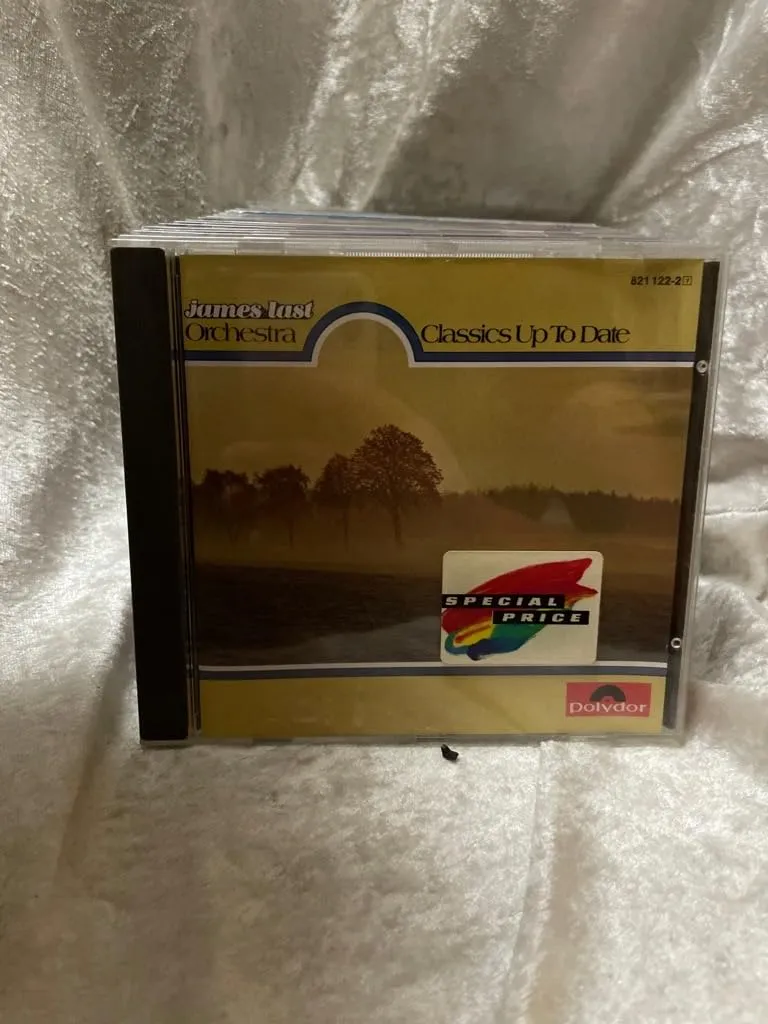 james last
Orchestra
Classics Up To Date
821 122-2 Y
SPECIAL
PRICE
Polydor